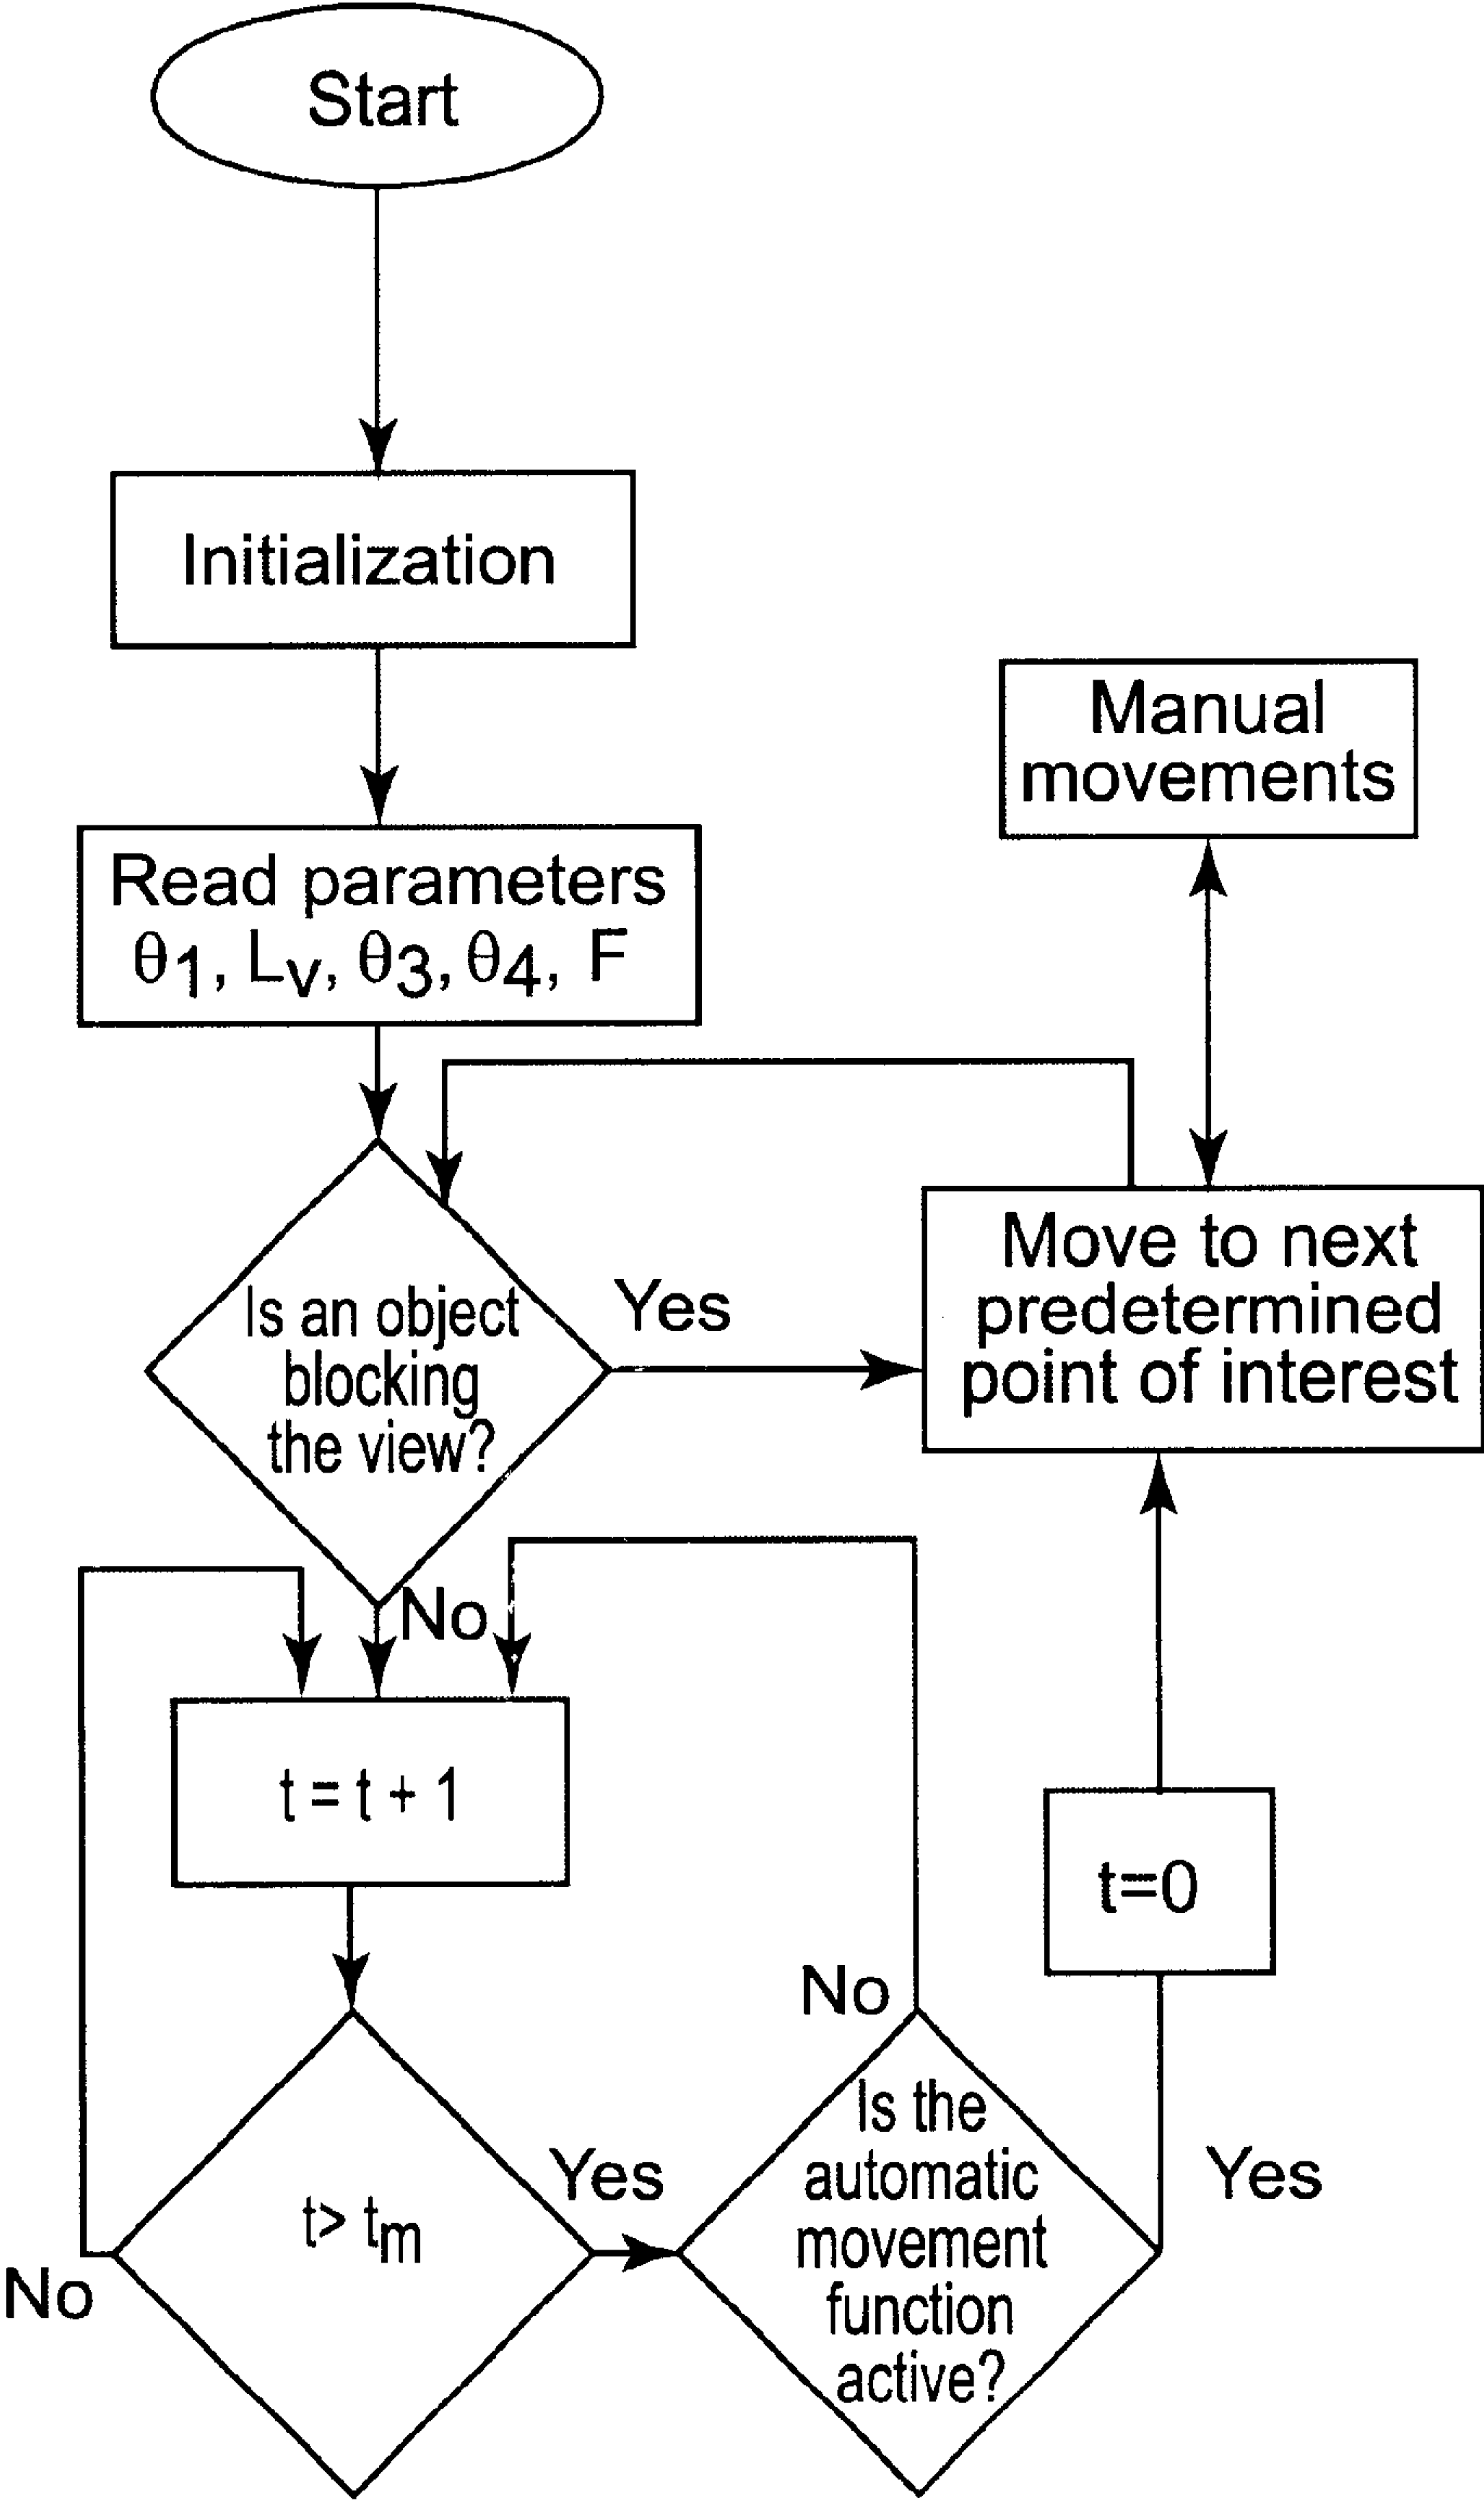 Start
Initialization
Manual
movements
Read parameters
θ1, Lv, θ3, θ4, F
Move to next
predetermined
point of interest
Is an object
blocking
the view?
Yes
No
t = t + 1
t=0
No
Is the
automatic
movement
function
active?
Yes
Yes
t> tm
No